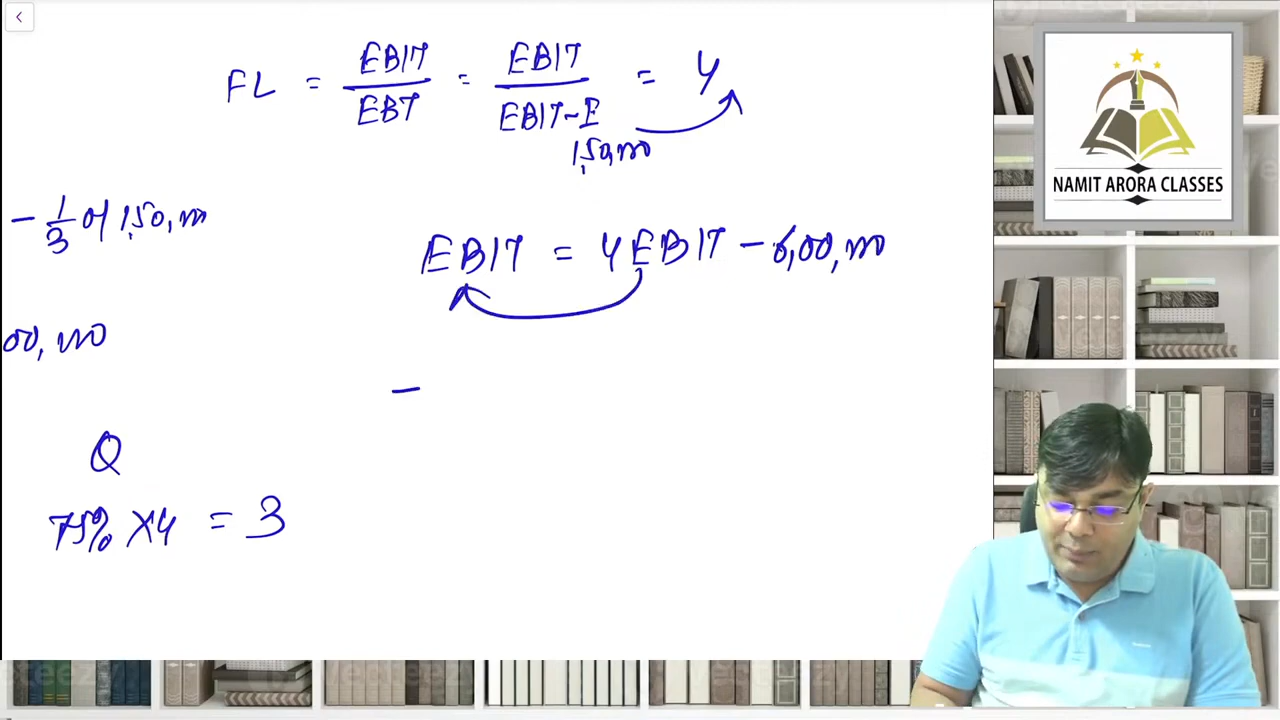 FL = EBIT / EBT = EBIT / EBIT-I = 4
1,50,000
- 1/3 of 1,50,000
EBIT = 4EBIT - 6,00,000
00,000
-
Q
75% x4 = 3
NAMIT ARORA CLASSES